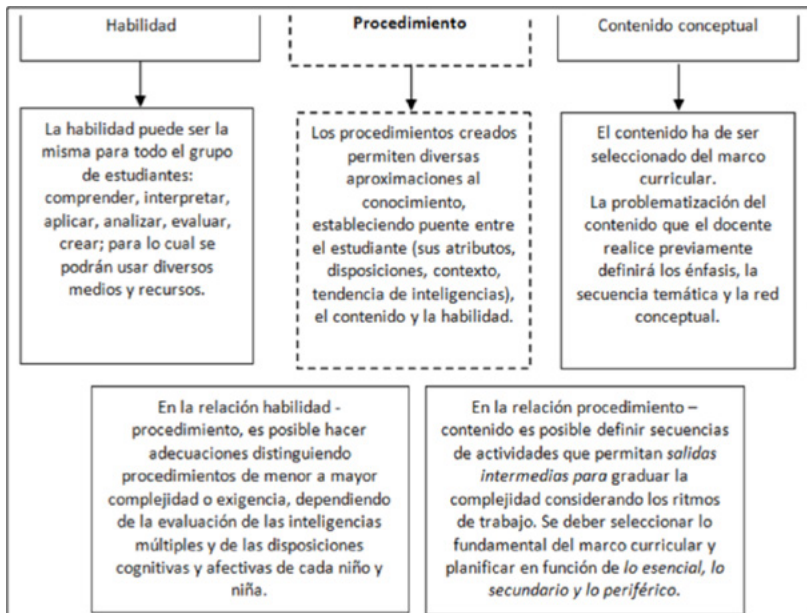 Habilidad
Procedimiento
Contenido conceptual
La habilidad puede ser la
misma para todo el grupo
de estudiantes:
comprender, interpretar,
aplicar, analizar, evaluar,
crear; para lo cual se
podrán usar diversos
medios y recursos.
Los procedimientos creados
permiten diversas
aproximaciones al
conocimiento,
estableciendo puente entre
el estudiante (sus atributos,
disposiciones, contexto,
tendencia de inteligencias),
el contenido y la habilidad.
El contenido ha de ser
seleccionado del marco
curricular.
La problematización del
contenido que el docente
realice previamente
definirá los énfasis, la
secuencia temática y la red
conceptual.
En la relación habilidad -
procedimiento, es posible hacer
adecuaciones distinguiendo
procedimientos de menor a mayor
complejidad o exigencia, dependiendo
de la evaluación de las inteligencias
múltiples y de las disposiciones
cognitivas y afectivas de cada niño y
niña.
En la relación procedimiento –
contenido es posible definir secuencias
de actividades que permitan salidas
intermedias para graduar la
complejidad considerando los ritmos
de trabajo. Se deber seleccionar lo
fundamental del marco curricular y
planificar en función de lo esencial, lo
secundario y lo periférico.